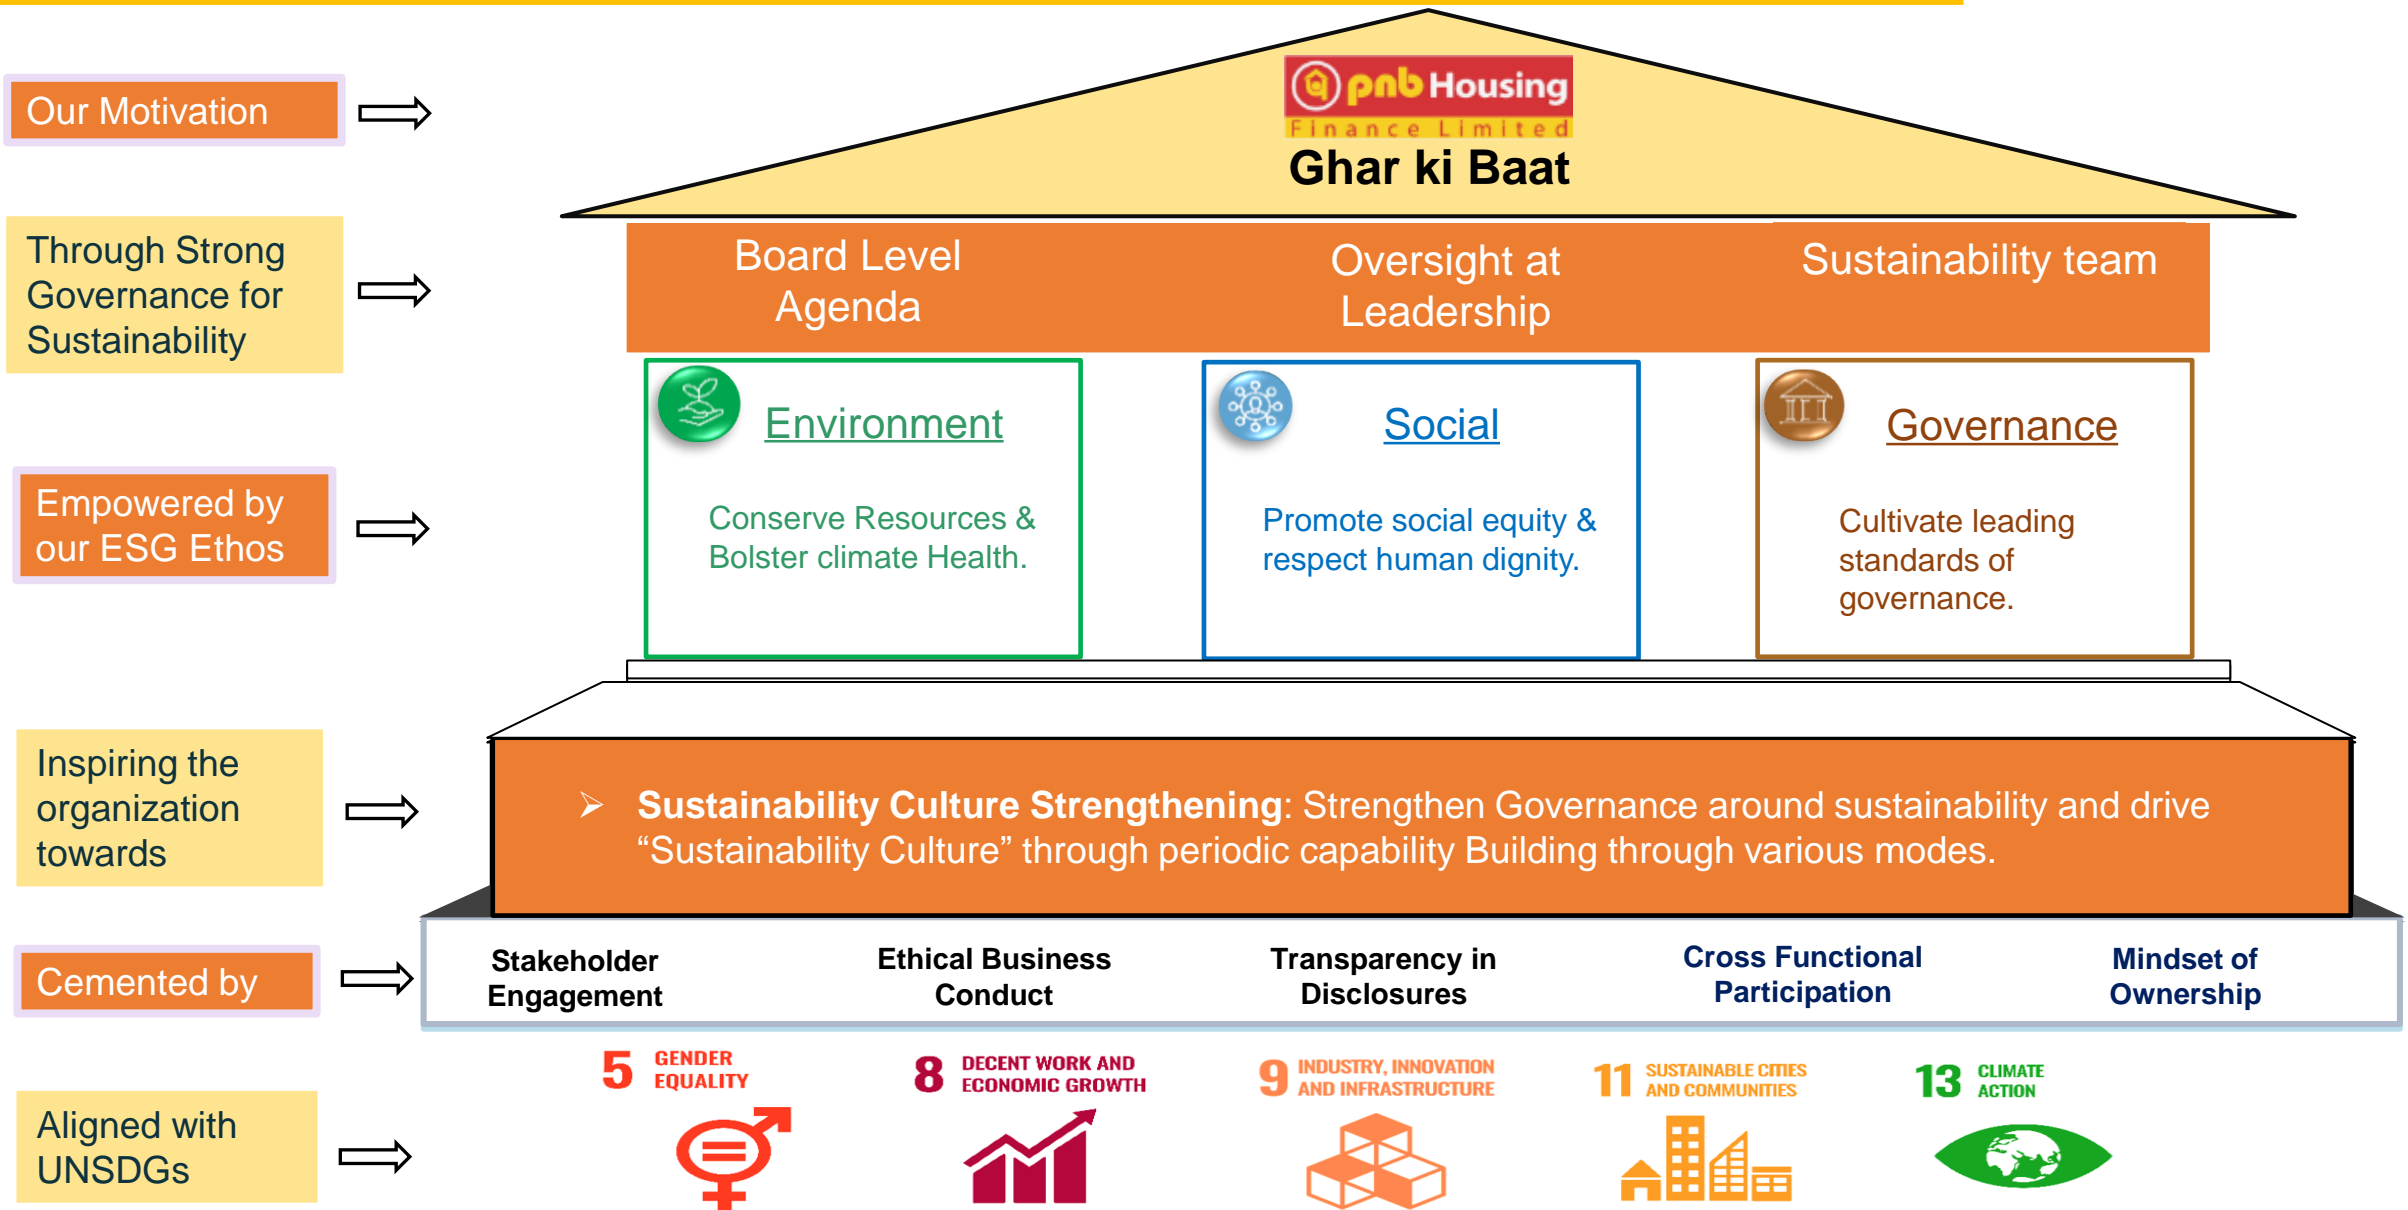 Our Motivation
pnb Housing
Finance Limited
Ghar ki Baat
Through Strong
Governance for
Sustainability
Board Level
Agenda
Oversight at
Leadership
Sustainability team
Empowered by
our ESG Ethos
Environment
Conserve Resources &
Bolster climate Health.
Social
Promote social equity &
respect human dignity.
Governance
Cultivate leading
standards of
governance.
Inspiring the
organization
towards
➢ Sustainability Culture Strengthening: Strengthen Governance around sustainability and drive
“Sustainability Culture” through periodic capability Building through various modes.
Cemented by
Stakeholder
Engagement
Ethical Business
Conduct
Transparency in
Disclosures
Cross Functional
Participation
Mindset of
Ownership
Aligned with
UNSDGs
5 GENDER
EQUALITY
8 DECENT WORK AND
ECONOMIC GROWTH
9 INDUSTRY, INNOVATION
AND INFRASTRUCTURE
11 SUSTAINABLE CITIES
AND COMMUNITIES
13 CLIMATE
ACTION